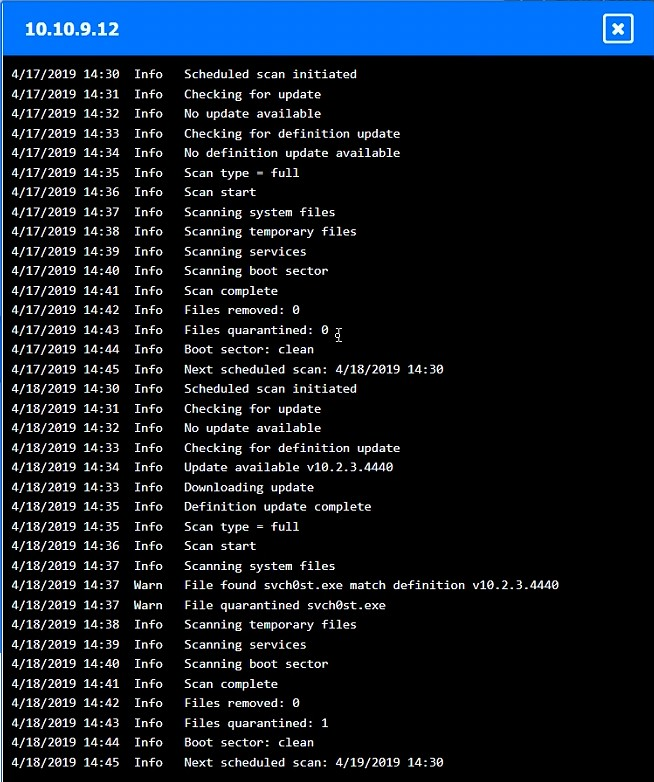 10.10.9.12
4/17/2019 14:30 Info Scheduled scan initiated
4/17/2019 14:31 Info Checking for update
4/17/2019 14:32 Info No update available
4/17/2019 14:33 Info Checking for definition update
4/17/2019 14:34 Info No definition update available
4/17/2019 14:35 Info Scan type = full
4/17/2019 14:36 Info Scan start
4/17/2019 14:37 Info Scanning system files
4/17/2019 14:38 Info Scanning temporary files
4/17/2019 14:39 Info Scanning services
4/17/2019 14:40 Info Scanning boot sector
4/17/2019 14:41 Info Scan complete
4/17/2019 14:42 Info Files removed: 0
4/17/2019 14:43 Info Files quarantined: 0
4/17/2019 14:44 Info Boot sector: clean
4/17/2019 14:45 Info Next scheduled scan: 4/18/2019 14:30
4/18/2019 14:30 Info Scheduled scan initiated
4/18/2019 14:31 Info Checking for update
4/18/2019 14:32 Info No update available
4/18/2019 14:33 Info Checking for definition update
4/18/2019 14:34 Info Update available v10.2.3.4440
4/18/2019 14:33 Info Downloading update
4/18/2019 14:35 Info Definition update complete
4/18/2019 14:35 Info Scan type = full
4/18/2019 14:36 Info Scan start
4/18/2019 14:37 Info Scanning system files
4/18/2019 14:37 Warn File found svch0st.exe match definition v10.2.3.4440
4/18/2019 14:37 Warn File quarantined svch0st.exe
4/18/2019 14:38 Info Scanning temporary files
4/18/2019 14:39 Info Scanning services
4/18/2019 14:40 Info Scanning boot sector
4/18/2019 14:41 Info Scan complete
4/18/2019 14:42 Info Files removed: 0
4/18/2019 14:43 Info Files quarantined: 1
4/18/2019 14:44 Info Boot sector: clean
4/18/2019 14:45 Info Next scheduled scan: 4/19/2019 14:30